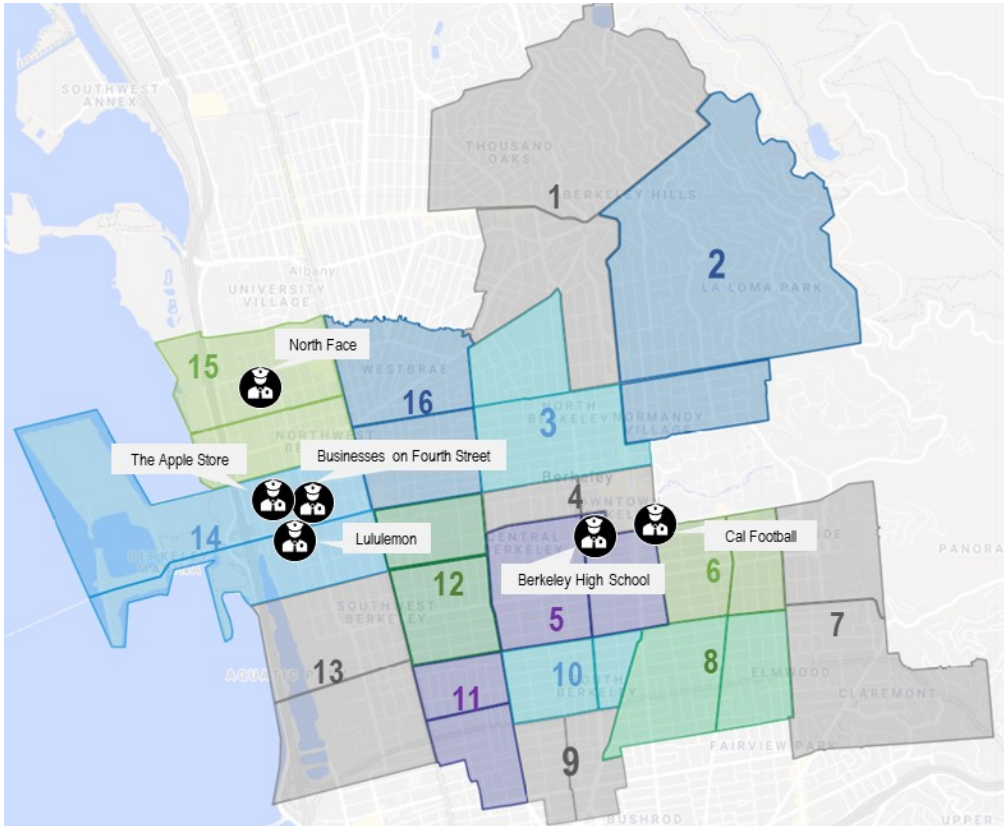 SOUTHWEST
ANNEX
THOUSAND
OAKS
1
BERKELEY HILLS
2
LA LOMA PARK
Albany
UNIVERSITY
VILLAGE
North Face
15
WESTBRAE
16
3
NORTH
BERKELEY
NORMANDY
VILLAGE
NORTHWEST
The Apple Store
Businesses on Fourth Street
Berkeley
4
DOWNTOWN
14
Lululemon
CENTRAL
BERKELEY
Cal Football
PANORA
BERKELEY
MARINA
Berkeley High School
6
12
SOUTHWEST
BERKELEY
5
7
13
AQUATIC
10
SOUTH
BERKELEY
8
ELMWOOD
11
CLAREMONT
9
FAIRVIEW PARK
BUSHROD
UPPER